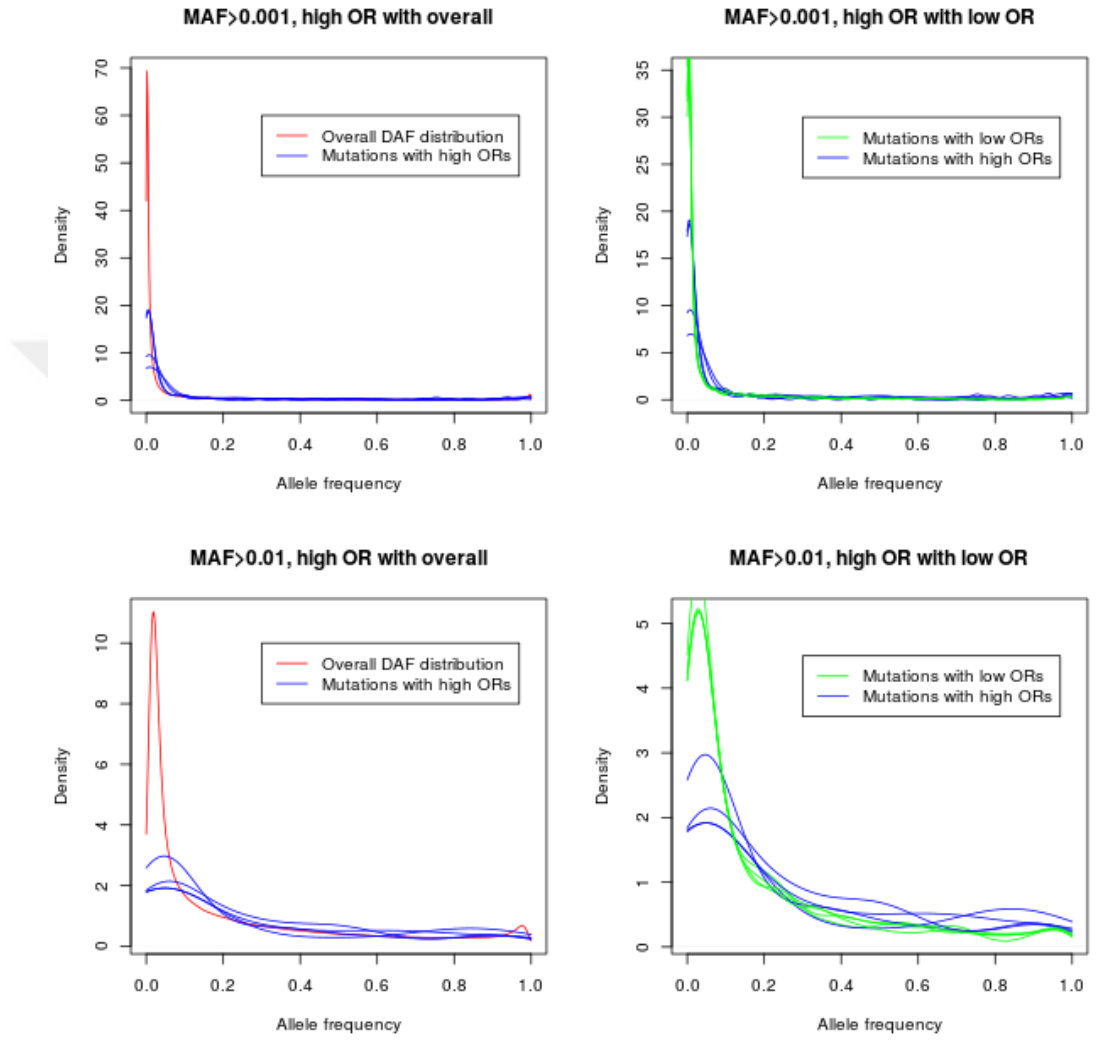 MAF>0.001, high OR with overall
Density
0
10
20
30
40
50
60
70
Overall DAF distribution
Mutations with high ORs
0.0 0.2 0.4 0.6 0.8 1.0
Allele frequency
MAF>0.001, high OR with low OR
Density
0
5
10
15
20
25
30
35
Mutations with low ORs
Mutations with high ORs
0.0 0.2 0.4 0.6 0.8 1.0
Allele frequency
MAF>0.01, high OR with overall
Density
0
2
4
6
8
10
Overall DAF distribution
Mutations with high ORs
0.0 0.2 0.4 0.6 0.8 1.0
Allele frequency
MAF>0.01, high OR with low OR
Density
0
1
2
3
4
5
Mutations with low ORs
Mutations with high ORs
0.0 0.2 0.4 0.6 0.8 1.0
Allele frequency